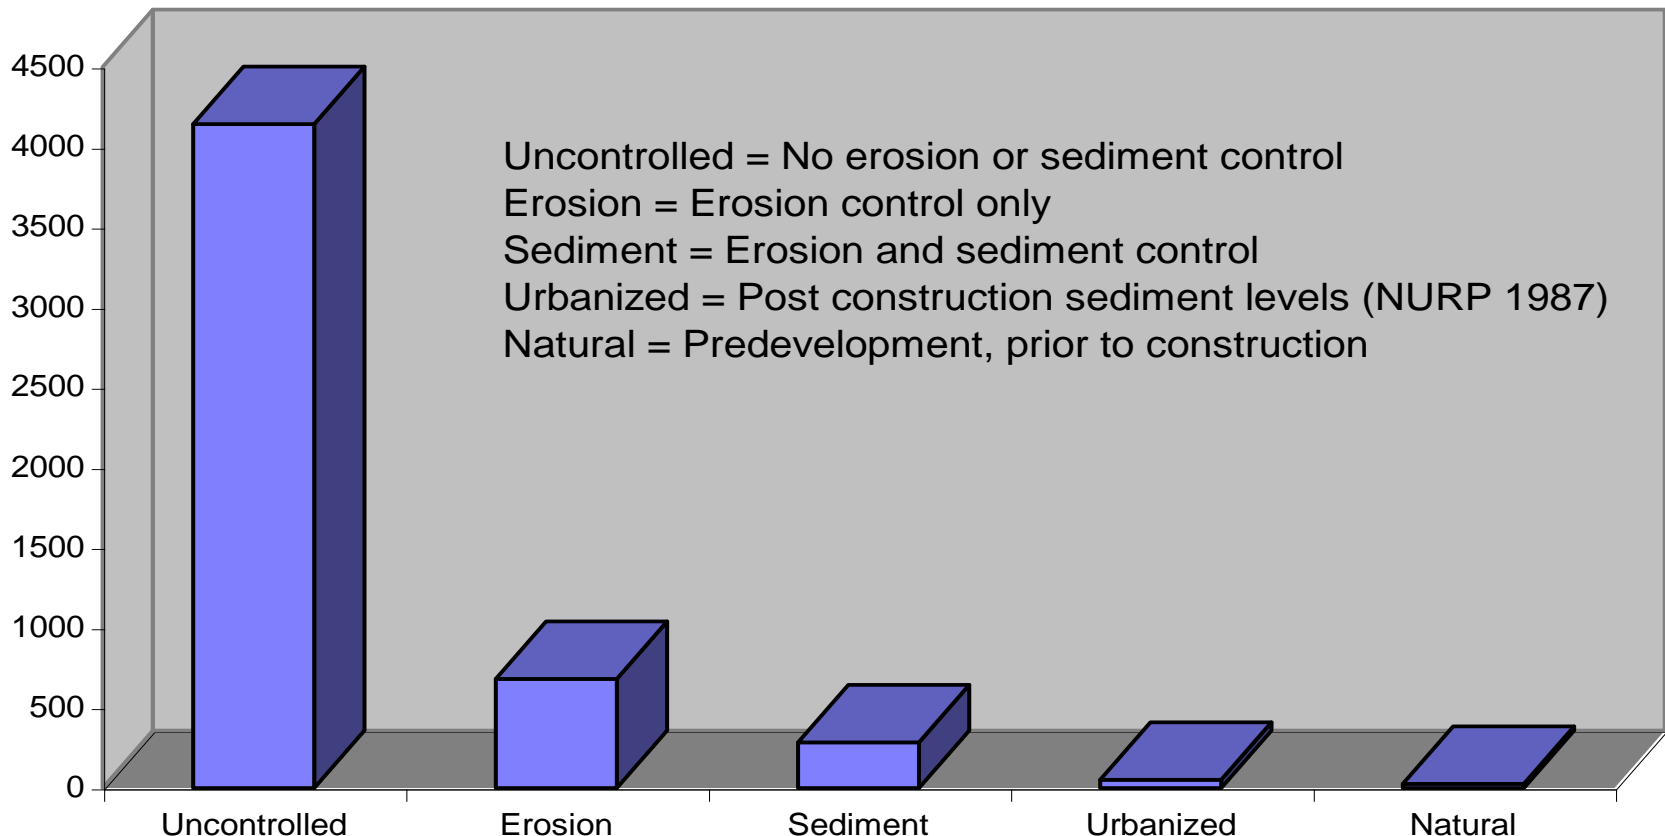 4500
4000
3500
3000
2500
2000
1500
1000
500
0
Uncontrolled = No erosion or sediment control
Erosion = Erosion control only
Sediment = Erosion and sediment control
Urbanized = Post construction sediment levels (NURP 1987)
Natural = Predevelopment, prior to construction
Uncontrolled Erosion Sediment Urbanized Natural